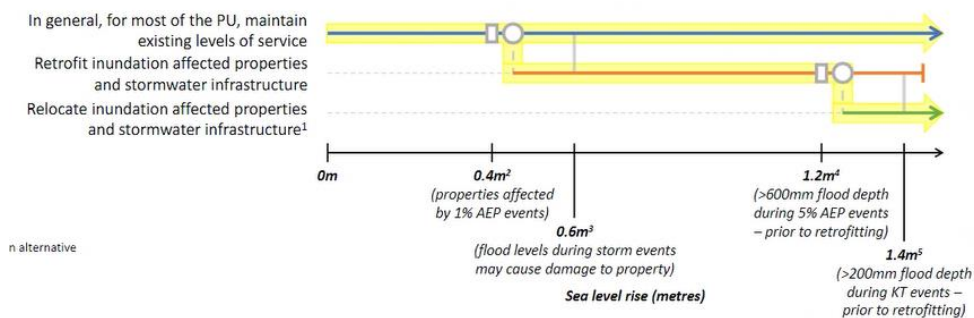 In general, for most of the PU, maintain
existing levels of service
Retrofit inundation affected properties
and stormwater infrastructure
Relocate inundation affected properties
and stormwater infrastructure¹
0m
0.4m²
(properties affected
by 1% AEP events)
0.6m³
(flood levels during storm events
may cause damage to property)
1.2m⁴
(>600mm flood depth
during 5% AEP events
– prior to retrofitting)
1.4m⁵
(>200mm flood depth
during KT events –
prior to retrofitting)
Sea level rise (metres)
n alternative